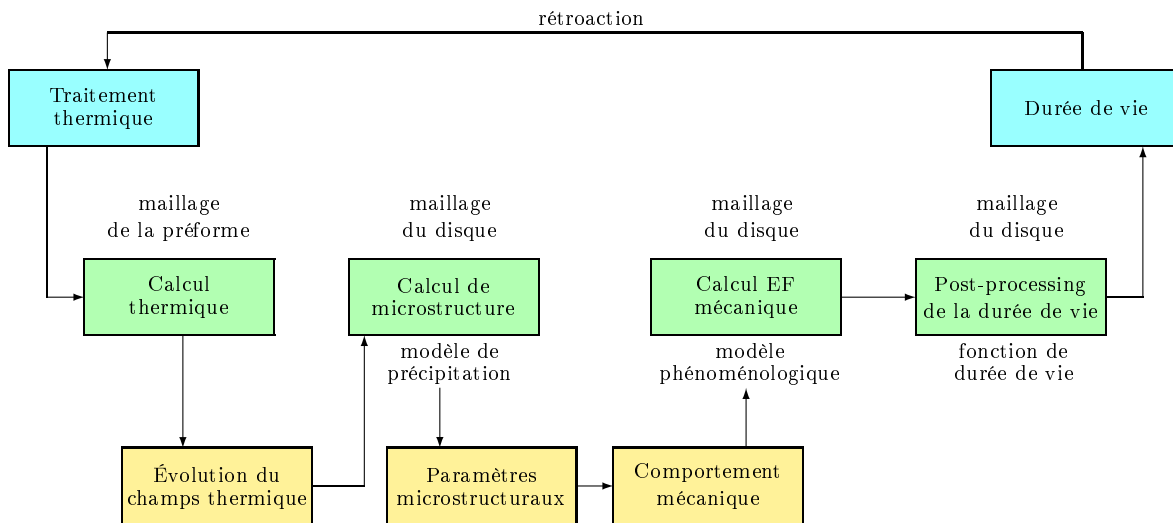 rétroaction
Traitement
thermique
Durée de vie
maillage
de la préforme
maillage
du disque
maillage
du disque
maillage
du disque
Calcul
thermique
Calcul de
microstructure
Calcul EF
mécanique
Post-processing
de la durée de vie
modèle de
précipitation
modèle
phénoménologique
fonction de
durée de vie
Évolution du
champs thermique
Paramètres
microstructuraux
Comportement
mécanique